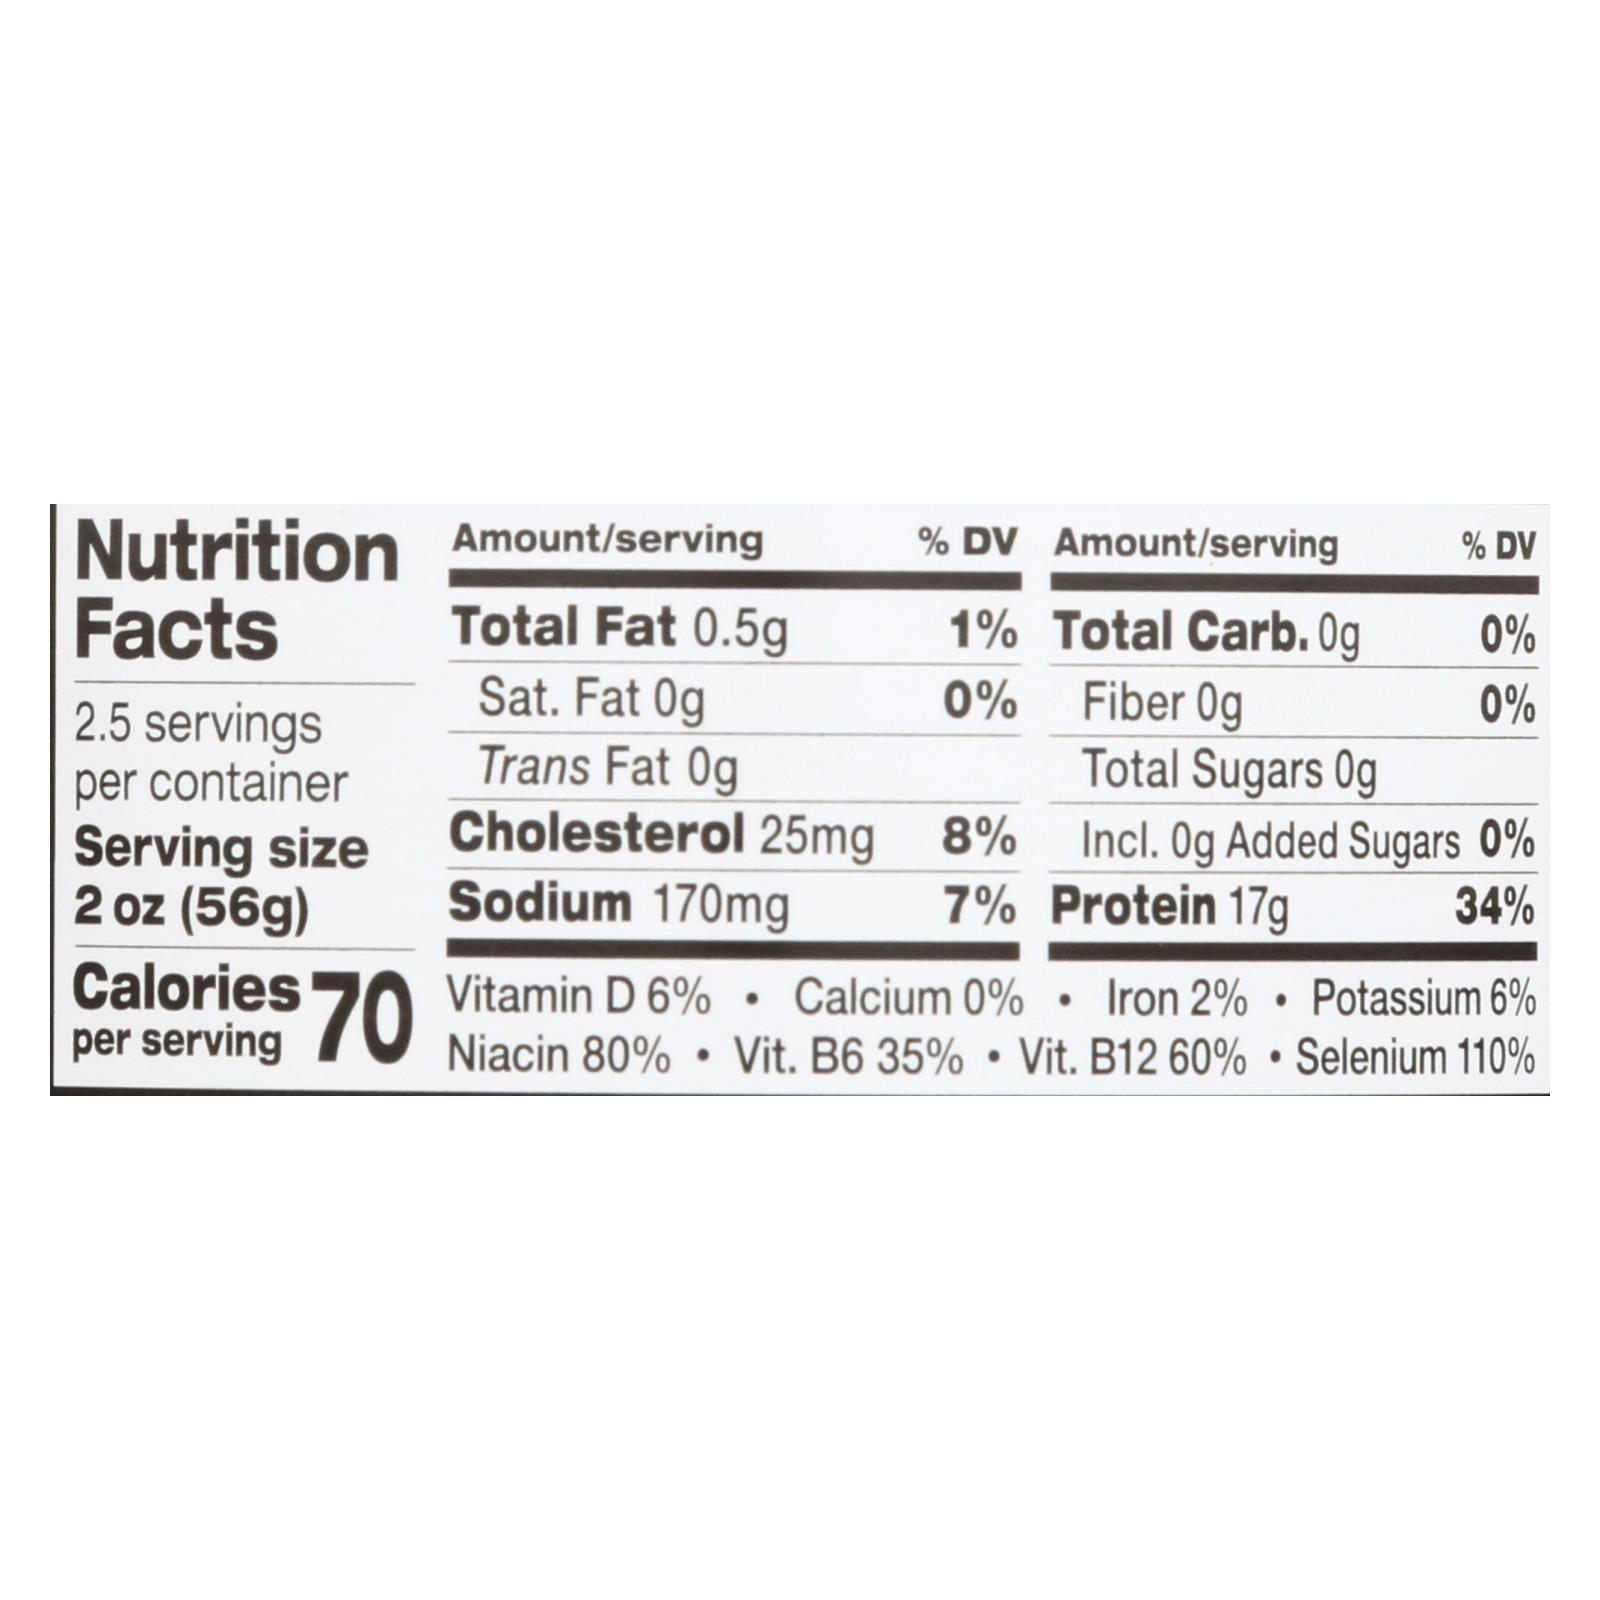 Nutrition
Facts
2.5 servings
per container
Serving size
2 oz (56g)
Calories 70
per serving
Amount/serving % DV
Total Fat 0.5g 1%
Sat. Fat 0g 0%
Trans Fat 0g
Cholesterol 25mg 8%
Sodium 170mg 7%
Amount/serving % DV
Total Carb. 0g 0%
Fiber 0g 0%
Total Sugars 0g
Incl. 0g Added Sugars 0%
Protein 17g 34%
Vitamin D 6% • Calcium 0% • Iron 2% • Potassium 6%
Niacin 80% • Vit. B6 35% • Vit. B12 60% • Selenium 110%